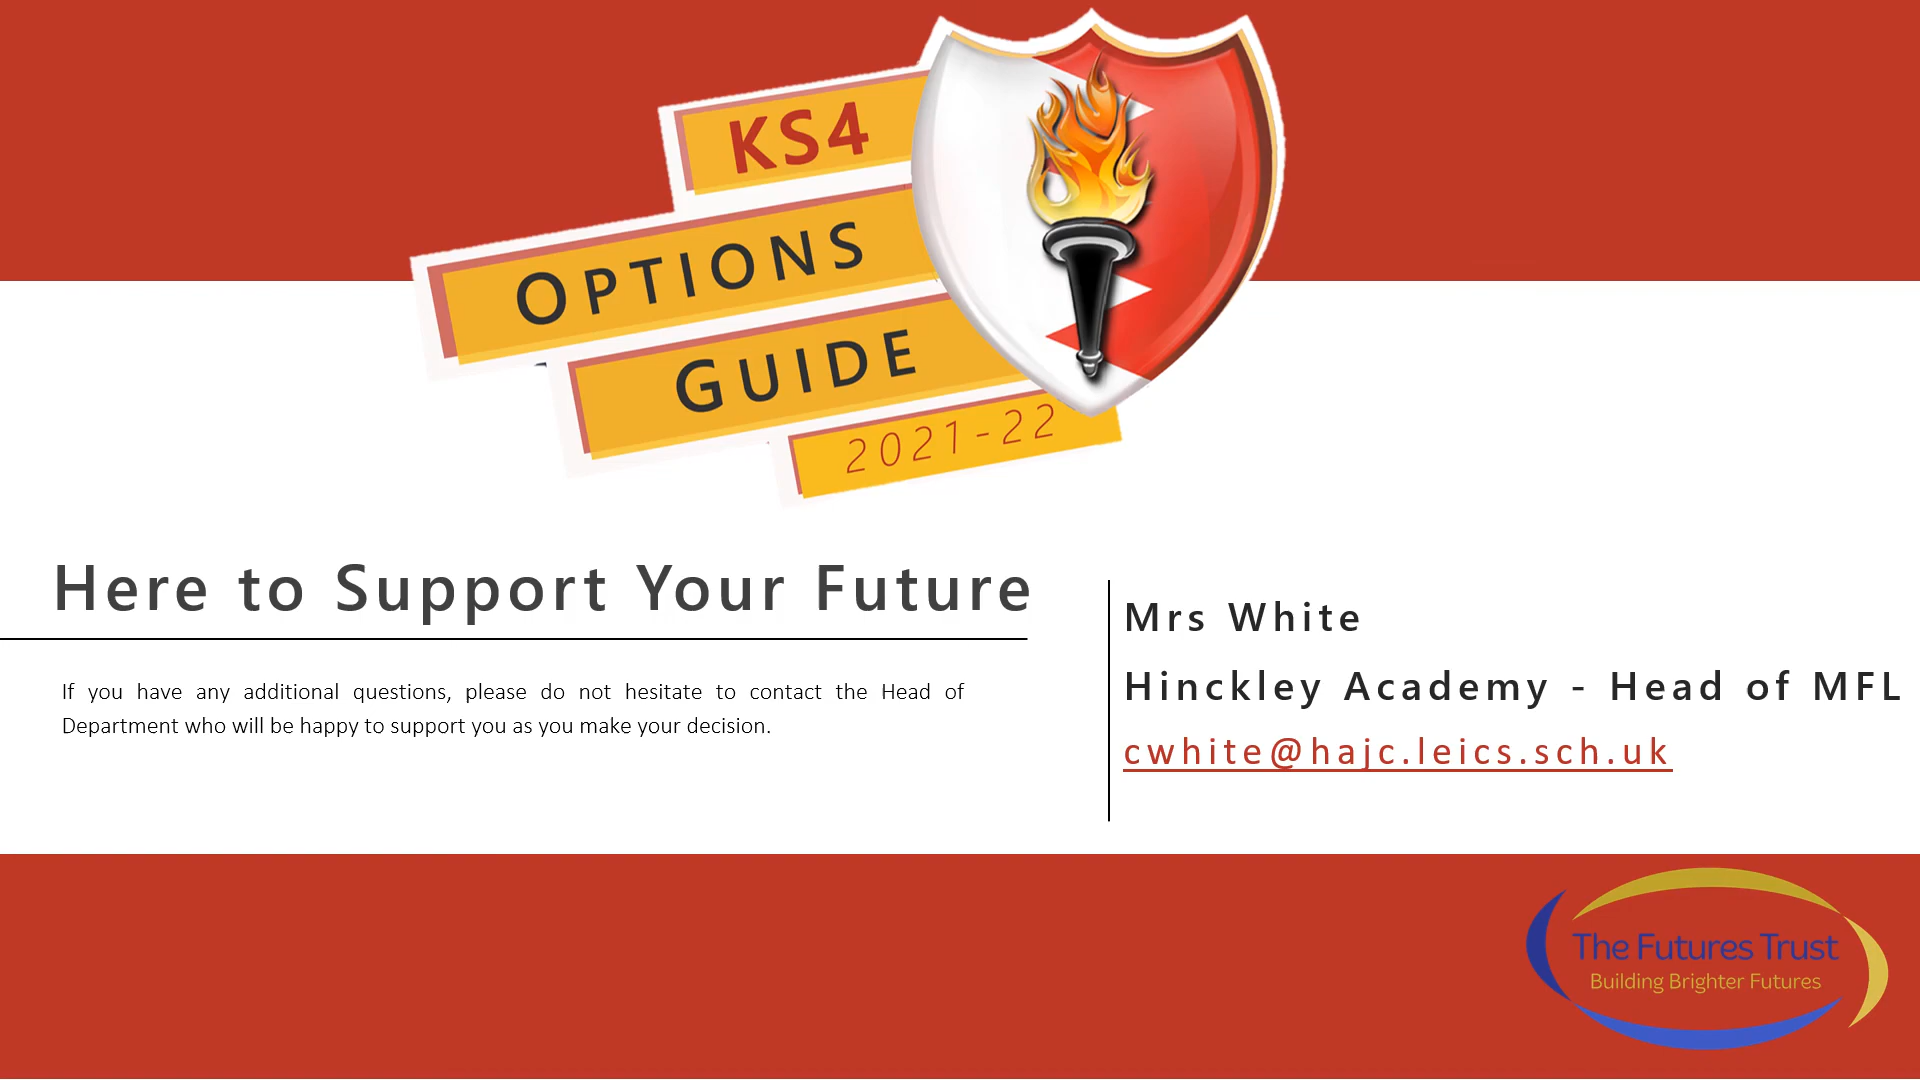 KS4
OPTIONS
GUIDE
2021-22
Here to Support Your Future
If you have any additional questions, please do not hesitate to contact the Head of
Department who will be happy to support you as you make your decision.
Mrs White
Hinckley Academy - Head of MFL
cwhite@hajc.leics.sch.uk
The Futures Trust
Building Brighter Futures